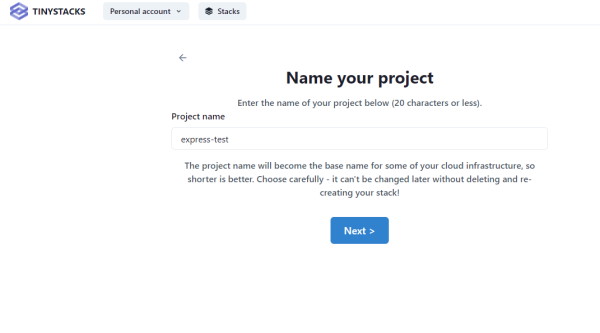 TINYSTACKS Personal account Stacks
Name your project
Enter the name of your project below (20 characters or less).
Project name
express-test
The project name will become the base name for some of your cloud infrastructure, so
shorter is better. Choose carefully - it can't be changed later without deleting and re-
creating your stack!
Next >